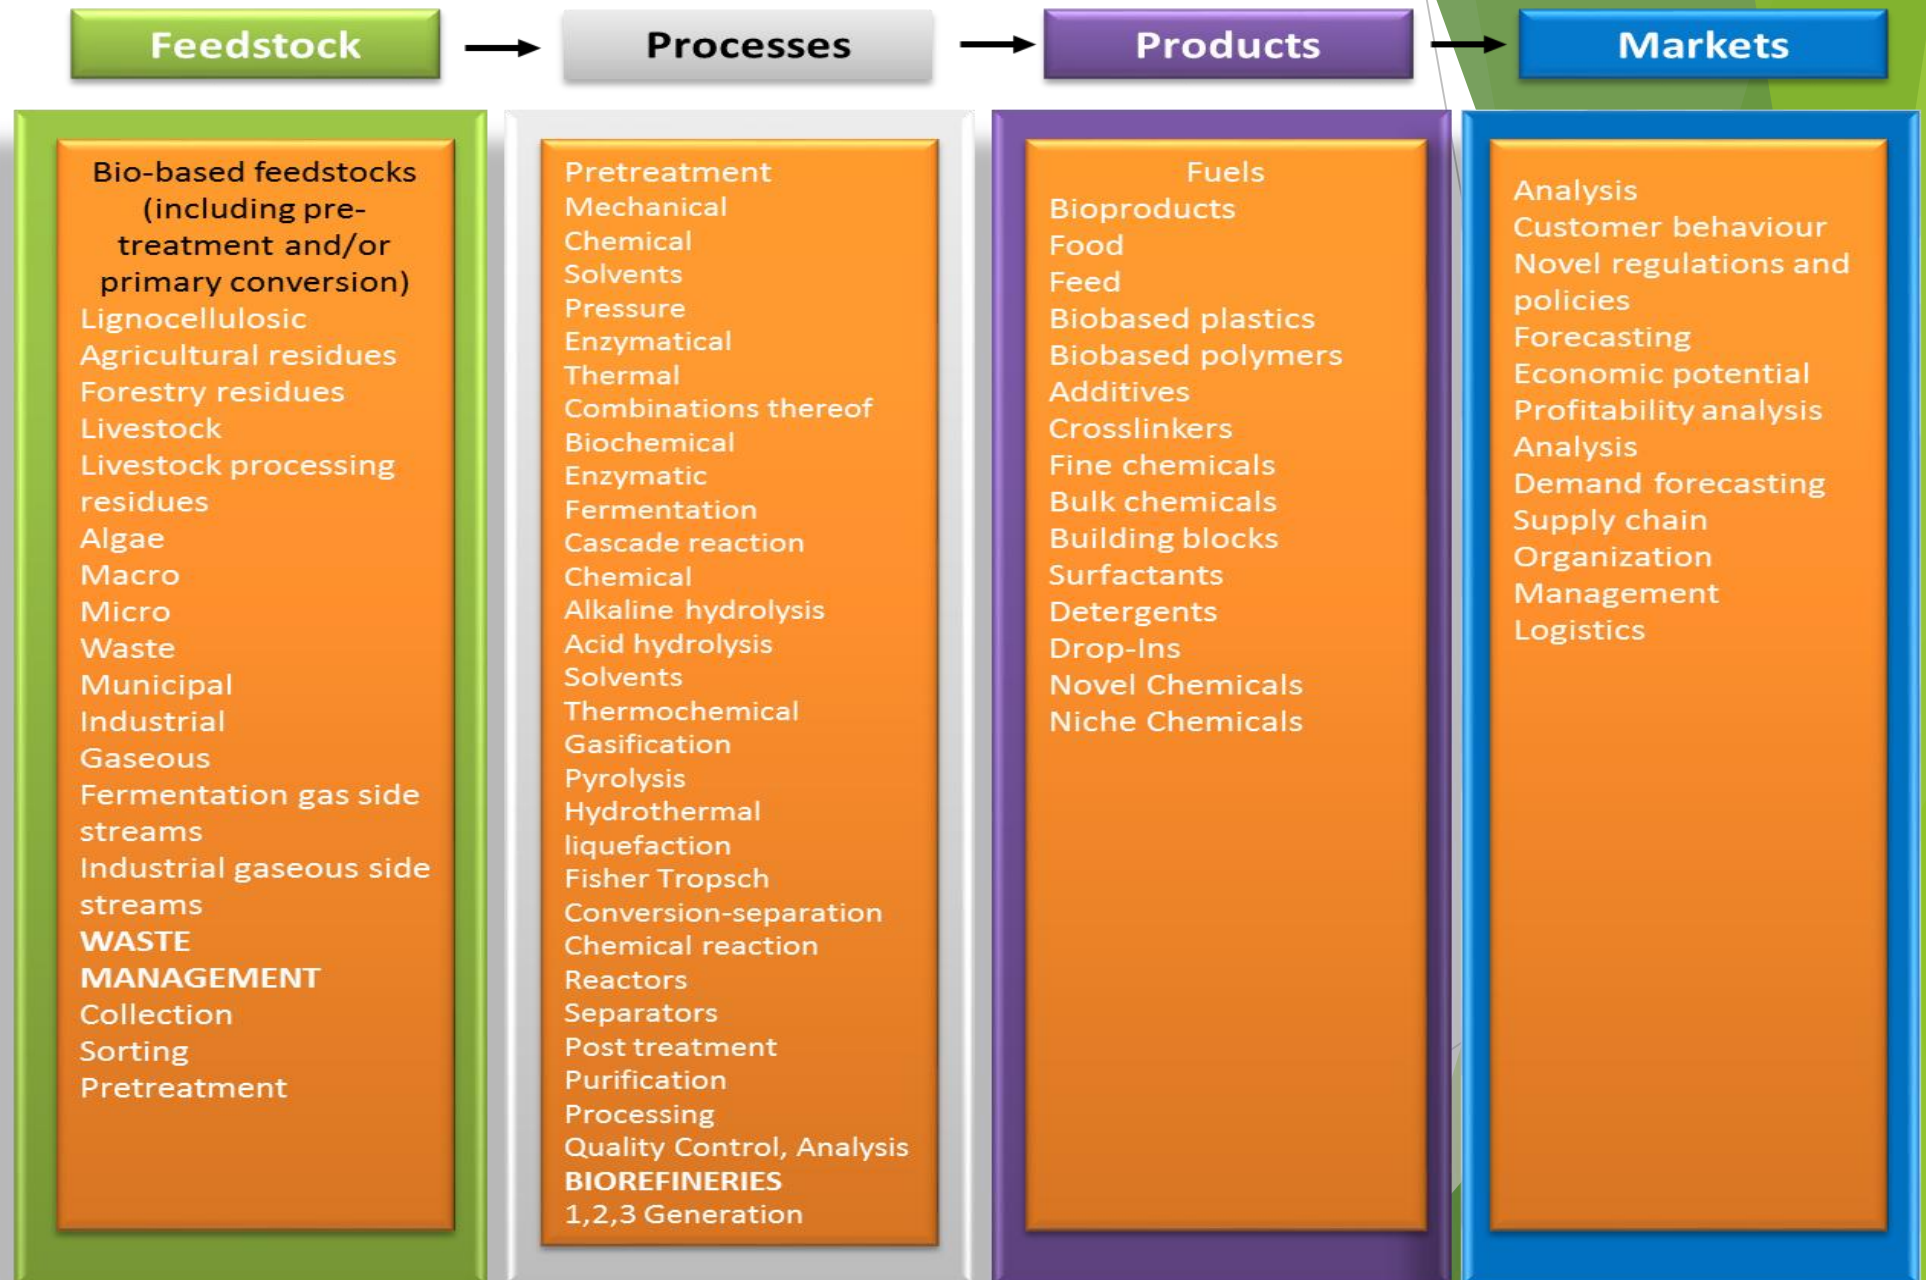 Feedstock
Processes
Products
Markets
Bio-based feedstocks
(including pre-
treatment and/or
primary conversion)
Lignocellulosic
Agricultural residues
Forestry residues
Livestock
Livestock processing
residues
Algae
Macro
Micro
Waste
Municipal
Industrial
Gaseous
Fermentation gas side
streams
Industrial gaseous side
streams
WASTE
MANAGEMENT
Collection
Sorting
Pretreatment
Pretreatment
Mechanical
Chemical
Solvents
Pressure
Enzymatical
Thermal
Combinations thereof
Biochemical
Enzymatic
Fermentation
Cascade reaction
Chemical
Alkaline hydrolysis
Acid hydrolysis
Solvents
Thermochemical
Gasification
Pyrolysis
Hydrothermal
liquefaction
Fisher Tropsch
Conversion-separation
Chemical reaction
Reactors
Separators
Post treatment
Purification
Processing
Quality Control, Analysis
BIOREFINERIES
1,2,3 Generation
Fuels
Bioproducts
Food
Feed
Biobased plastics
Biobased polymers
Additives
Crosslinkers
Fine chemicals
Bulk chemicals
Building blocks
Surfactants
Detergents
Drop-Ins
Novel Chemicals
Niche Chemicals
Analysis
Customer behaviour
Novel regulations and
policies
Forecasting
Economic potential
Profitability analysis
Analysis
Demand forecasting
Supply chain
Organization
Management
Logistics